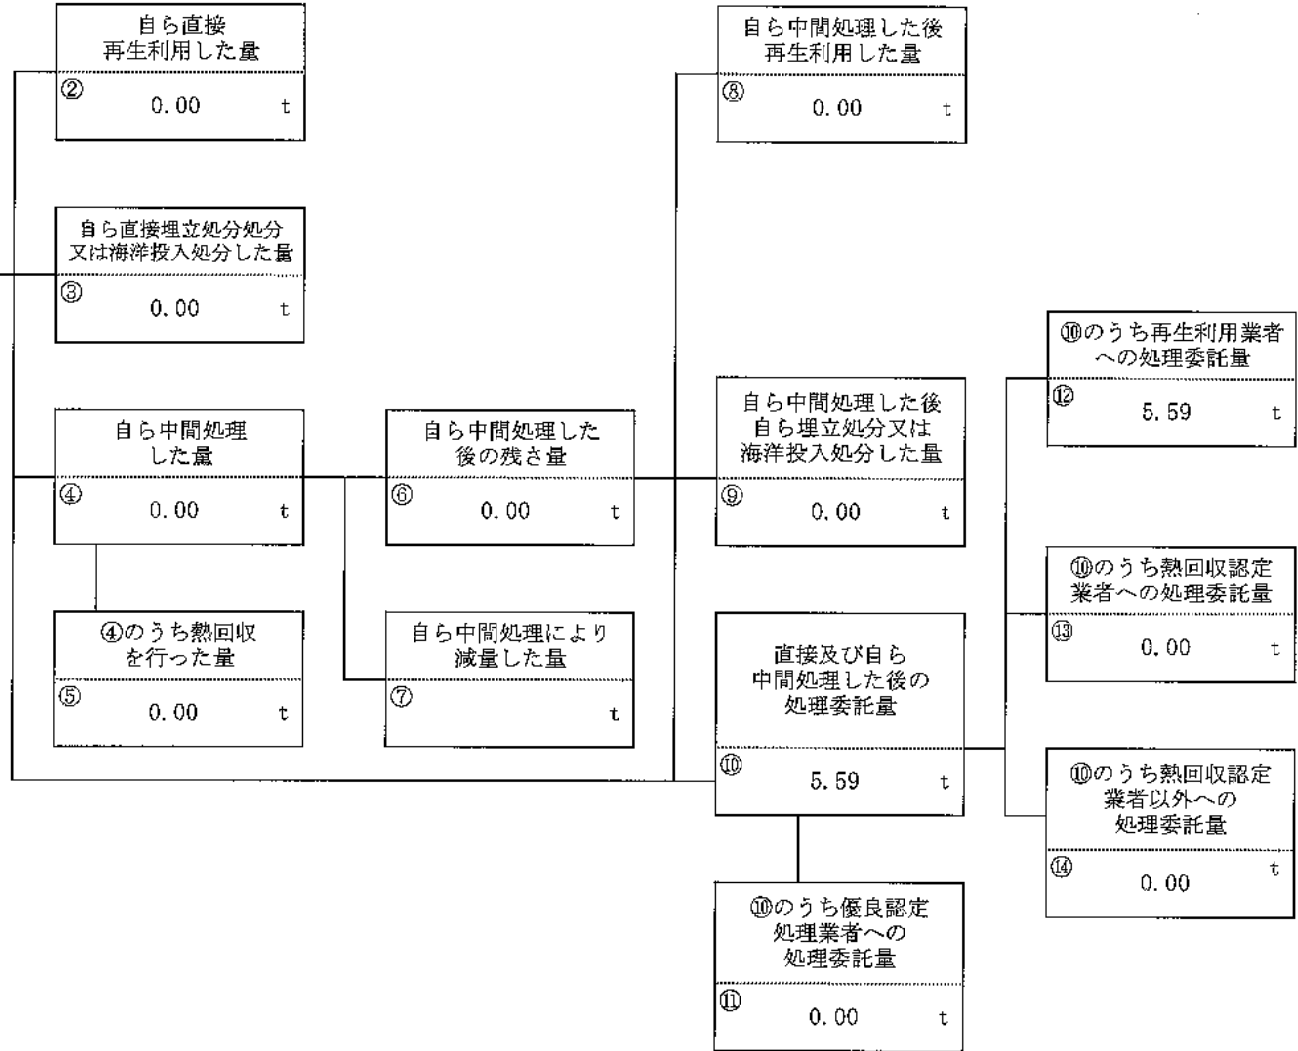 自ら直接
再生利用した量
② 0.00 t
自ら直接埋立処分処分
又は海洋投入処分した量
③ 0.00 t
自ら中間処理
した量
④ 0.00 t
④のうち熱回収
を行った量
⑤ 0.00 t
自ら中間処理した
後の残さ量
⑥ 0.00 t
自ら中間処理により
減量した量
⑦ t
自ら中間処理した後
再生利用した量
⑧ 0.00 t
自ら中間処理した後
自ら埋立処分又は
海洋投入処分した量
⑨ 0.00 t
直接及び自ら
中間処理した後の
処理委託量
⑩ 5.59 t
⑩のうち優良認定
処理業者への
処理委託量
⑪ 0.00 t
⑩のうち再生利用業者
への処理委託量
⑫ 5.59 t
⑩のうち熱回収認定
業者への処理委託量
⑬ 0.00 t
⑩のうち熱回収認定
業者以外への
処理委託量
⑭ 0.00 t